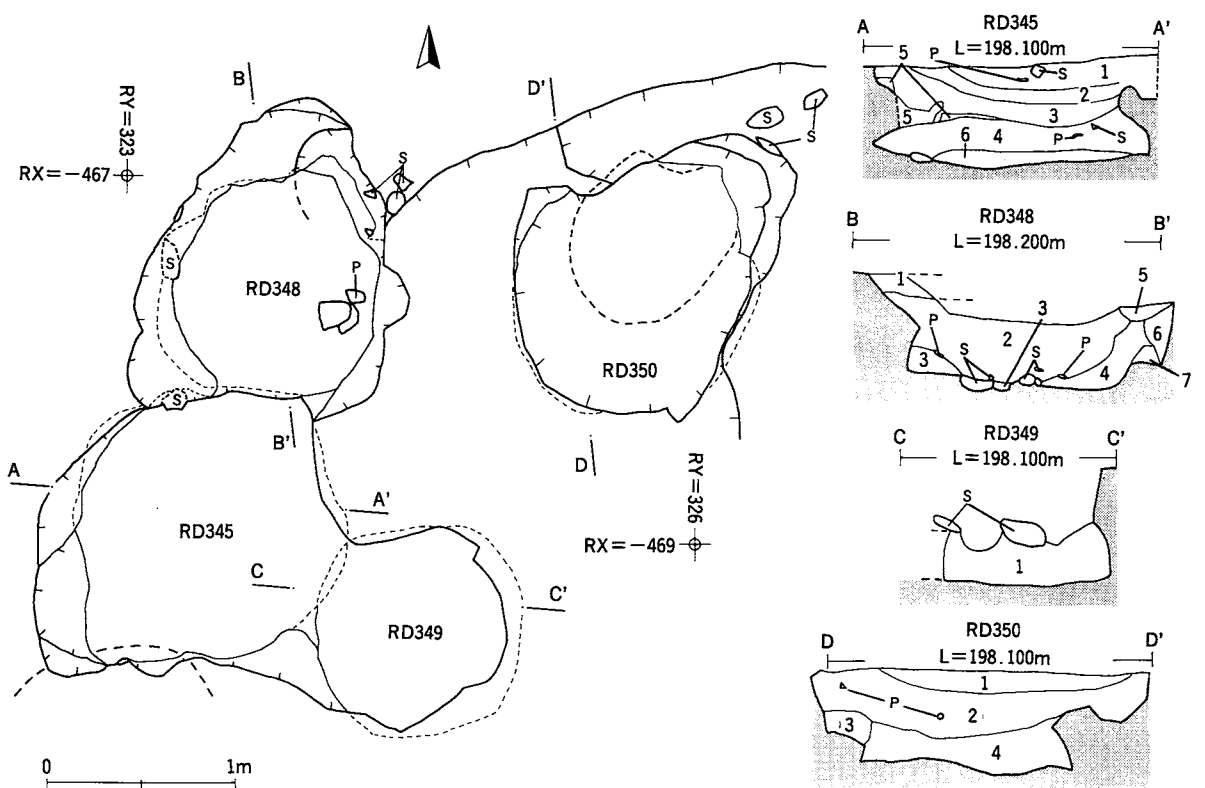 B
D'
RY=323
RX=-467
S
S
S
S
P
RD348
RD350
S
B'
D
A
A'
RD345
RY=326
RX=-469
C
C'
RD349
0 1m
RD345
A A'
L=198.100m
5 P S 1
2
5 3
6 4 P S
RD348
B B'
L=198.200m
1 3 5
P S 2 S P 6
3 4
7
RD349
C C'
L=198.100m
S
1
RD350
D D'
L=198.100m
1
P 2
3
4